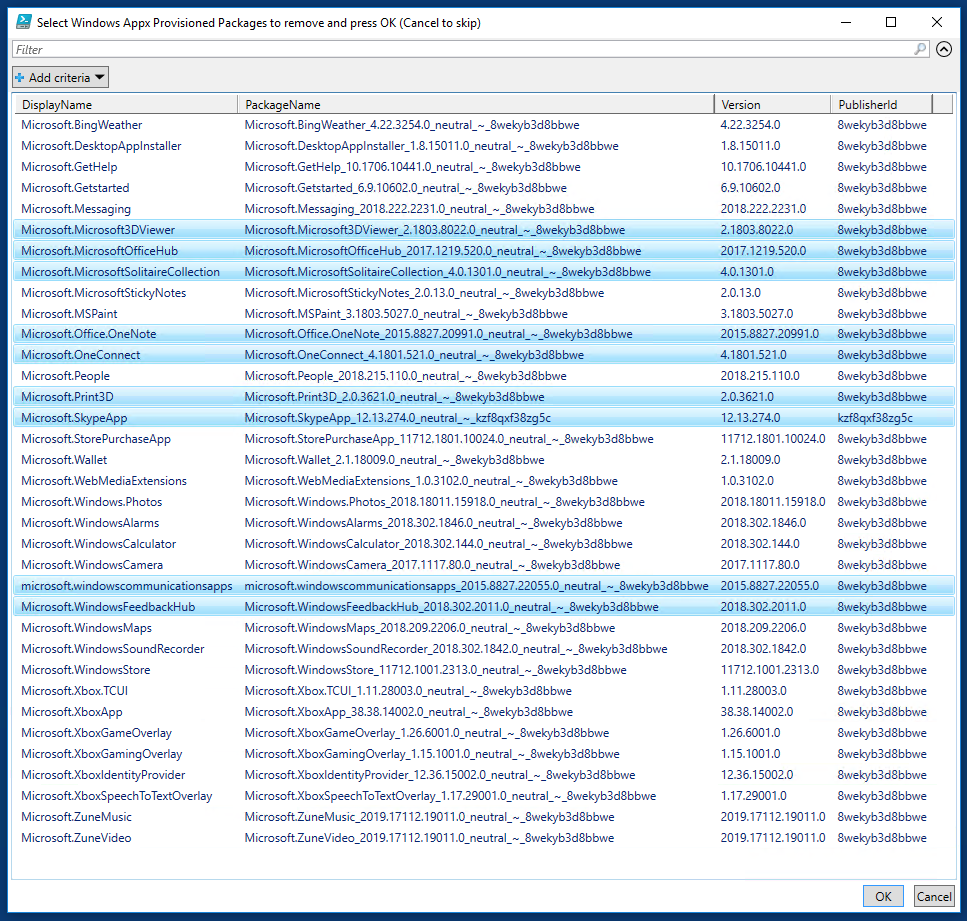 Select Windows Appx Provisioned Packages to remove and press OK (Cancel to skip)
Filter
Add criteria
DisplayName PackageName Version PublisherId
Microsoft.BingWeather Microsoft.BingWeather_4.22.3254.0_neutral_~_8wekyb3d8bbwe 4.22.3254.0 8wekyb3d8bbwe
Microsoft.DesktopAppInstaller Microsoft.DesktopAppInstaller_1.8.15011.0_neutral_~_8wekyb3d8bbwe 1.8.15011.0 8wekyb3d8bbwe
Microsoft.GetHelp Microsoft.GetHelp_10.1706.10441.0_neutral_~_8wekyb3d8bbwe 10.1706.10441.0 8wekyb3d8bbwe
Microsoft.Getstarted Microsoft.Getstarted_6.9.10602.0_neutral_~_8wekyb3d8bbwe 6.9.10602.0 8wekyb3d8bbwe
Microsoft.Messaging Microsoft.Messaging_2018.222.2231.0_neutral_~_8wekyb3d8bbwe 2018.222.2231.0 8wekyb3d8bbwe
Microsoft.Microsoft3DViewer Microsoft.Microsoft3DViewer_2.1803.8022.0_neutral_~_8wekyb3d8bbwe 2.1803.8022.0 8wekyb3d8bbwe
Microsoft.MicrosoftOfficeHub Microsoft.MicrosoftOfficeHub_2017.1219.520.0_neutral_~_8wekyb3d8bbwe 2017.1219.520.0 8wekyb3d8bbwe
Microsoft.MicrosoftSolitaireCollection Microsoft.MicrosoftSolitaireCollection_4.0.1301.0_neutral_~_8wekyb3d8bbwe 4.0.1301.0 8wekyb3d8bbwe
Microsoft.MicrosoftStickyNotes Microsoft.MicrosoftStickyNotes_2.0.13.0_neutral_~_8wekyb3d8bbwe 2.0.13.0 8wekyb3d8bbwe
Microsoft.MSPaint Microsoft.MSPaint_3.1803.5027.0_neutral_~_8wekyb3d8bbwe 3.1803.5027.0 8wekyb3d8bbwe
Microsoft.Office.OneNote Microsoft.Office.OneNote_2015.8827.20991.0_neutral_~_8wekyb3d8bbwe 2015.8827.20991.0 8wekyb3d8bbwe
Microsoft.OneConnect Microsoft.OneConnect_4.1801.521.0_neutral_~_8wekyb3d8bbwe 4.1801.521.0 8wekyb3d8bbwe
Microsoft.People Microsoft.People_2018.215.110.0_neutral_~_8wekyb3d8bbwe 2018.215.110.0 8wekyb3d8bbwe
Microsoft.Print3D Microsoft.Print3D_2.0.3621.0_neutral_~_8wekyb3d8bbwe 2.0.3621.0 8wekyb3d8bbwe
Microsoft.SkypeApp Microsoft.SkypeApp_12.13.274.0_neutral_~_kzf8qxf38zg5c 12.13.274.0 kzf8qxf38zg5c
Microsoft.StorePurchaseApp Microsoft.StorePurchaseApp_11712.1801.10024.0_neutral_~_8wekyb3d8bbwe 11712.1801.10024.0 8wekyb3d8bbwe
Microsoft.Wallet Microsoft.Wallet_2.1.18009.0_neutral_~_8wekyb3d8bbwe 2.1.18009.0 8wekyb3d8bbwe
Microsoft.WebMediaExtensions Microsoft.WebMediaExtensions_1.0.3102.0_neutral_~_8wekyb3d8bbwe 1.0.3102.0 8wekyb3d8bbwe
Microsoft.Windows.Photos Microsoft.Windows.Photos_2018.18011.15918.0_neutral_~_8wekyb3d8bbwe 2018.18011.15918.0 8wekyb3d8bbwe
Microsoft.WindowsAlarms Microsoft.WindowsAlarms_2018.302.1846.0_neutral_~_8wekyb3d8bbwe 2018.302.1846.0 8wekyb3d8bbwe
Microsoft.WindowsCalculator Microsoft.WindowsCalculator_2018.302.144.0_neutral_~_8wekyb3d8bbwe 2018.302.144.0 8wekyb3d8bbwe
Microsoft.WindowsCamera Microsoft.WindowsCamera_2017.1117.80.0_neutral_~_8wekyb3d8bbwe 2017.1117.80.0 8wekyb3d8bbwe
microsoft.windowscommunicationsapps microsoft.windowscommunicationsapps_2015.8827.22055.0_neutral_~_8wekyb3d8bbwe 2015.8827.22055.0 8wekyb3d8bbwe
Microsoft.WindowsFeedbackHub Microsoft.WindowsFeedbackHub_2018.302.2011.0_neutral_~_8wekyb3d8bbwe 2018.302.2011.0 8wekyb3d8bbwe
Microsoft.WindowsMaps Microsoft.WindowsMaps_2018.209.2206.0_neutral_~_8wekyb3d8bbwe 2018.209.2206.0 8wekyb3d8bbwe
Microsoft.WindowsSoundRecorder Microsoft.WindowsSoundRecorder_2018.302.1842.0_neutral_~_8wekyb3d8bbwe 2018.302.1842.0 8wekyb3d8bbwe
Microsoft.WindowsStore Microsoft.WindowsStore_11712.1001.2313.0_neutral_~_8wekyb3d8bbwe 11712.1001.2313.0 8wekyb3d8bbwe
Microsoft.Xbox.TCUI Microsoft.Xbox.TCUI_1.11.28003.0_neutral_~_8wekyb3d8bbwe 1.11.28003.0 8wekyb3d8bbwe
Microsoft.XboxApp Microsoft.XboxApp_38.38.14002.0_neutral_~_8wekyb3d8bbwe 38.38.14002.0 8wekyb3d8bbwe
Microsoft.XboxGameOverlay Microsoft.XboxGameOverlay_1.26.6001.0_neutral_~_8wekyb3d8bbwe 1.26.6001.0 8wekyb3d8bbwe
Microsoft.XboxGamingOverlay Microsoft.XboxGamingOverlay_1.15.1001.0_neutral_~_8wekyb3d8bbwe 1.15.1001.0 8wekyb3d8bbwe
Microsoft.XboxIdentityProvider Microsoft.XboxIdentityProvider_12.36.15002.0_neutral_~_8wekyb3d8bbwe 12.36.15002.0 8wekyb3d8bbwe
Microsoft.XboxSpeechToTextOverlay Microsoft.XboxSpeechToTextOverlay_1.17.29001.0_neutral_~_8wekyb3d8bbwe 1.17.29001.0 8wekyb3d8bbwe
Microsoft.ZuneMusic Microsoft.ZuneMusic_2019.17112.19011.0_neutral_~_8wekyb3d8bbwe 2019.17112.19011.0 8wekyb3d8bbwe
Microsoft.ZuneVideo Microsoft.ZuneVideo_2019.17112.19011.0_neutral_~_8wekyb3d8bbwe 2019.17112.19011.0 8wekyb3d8bbwe
OK Cancel